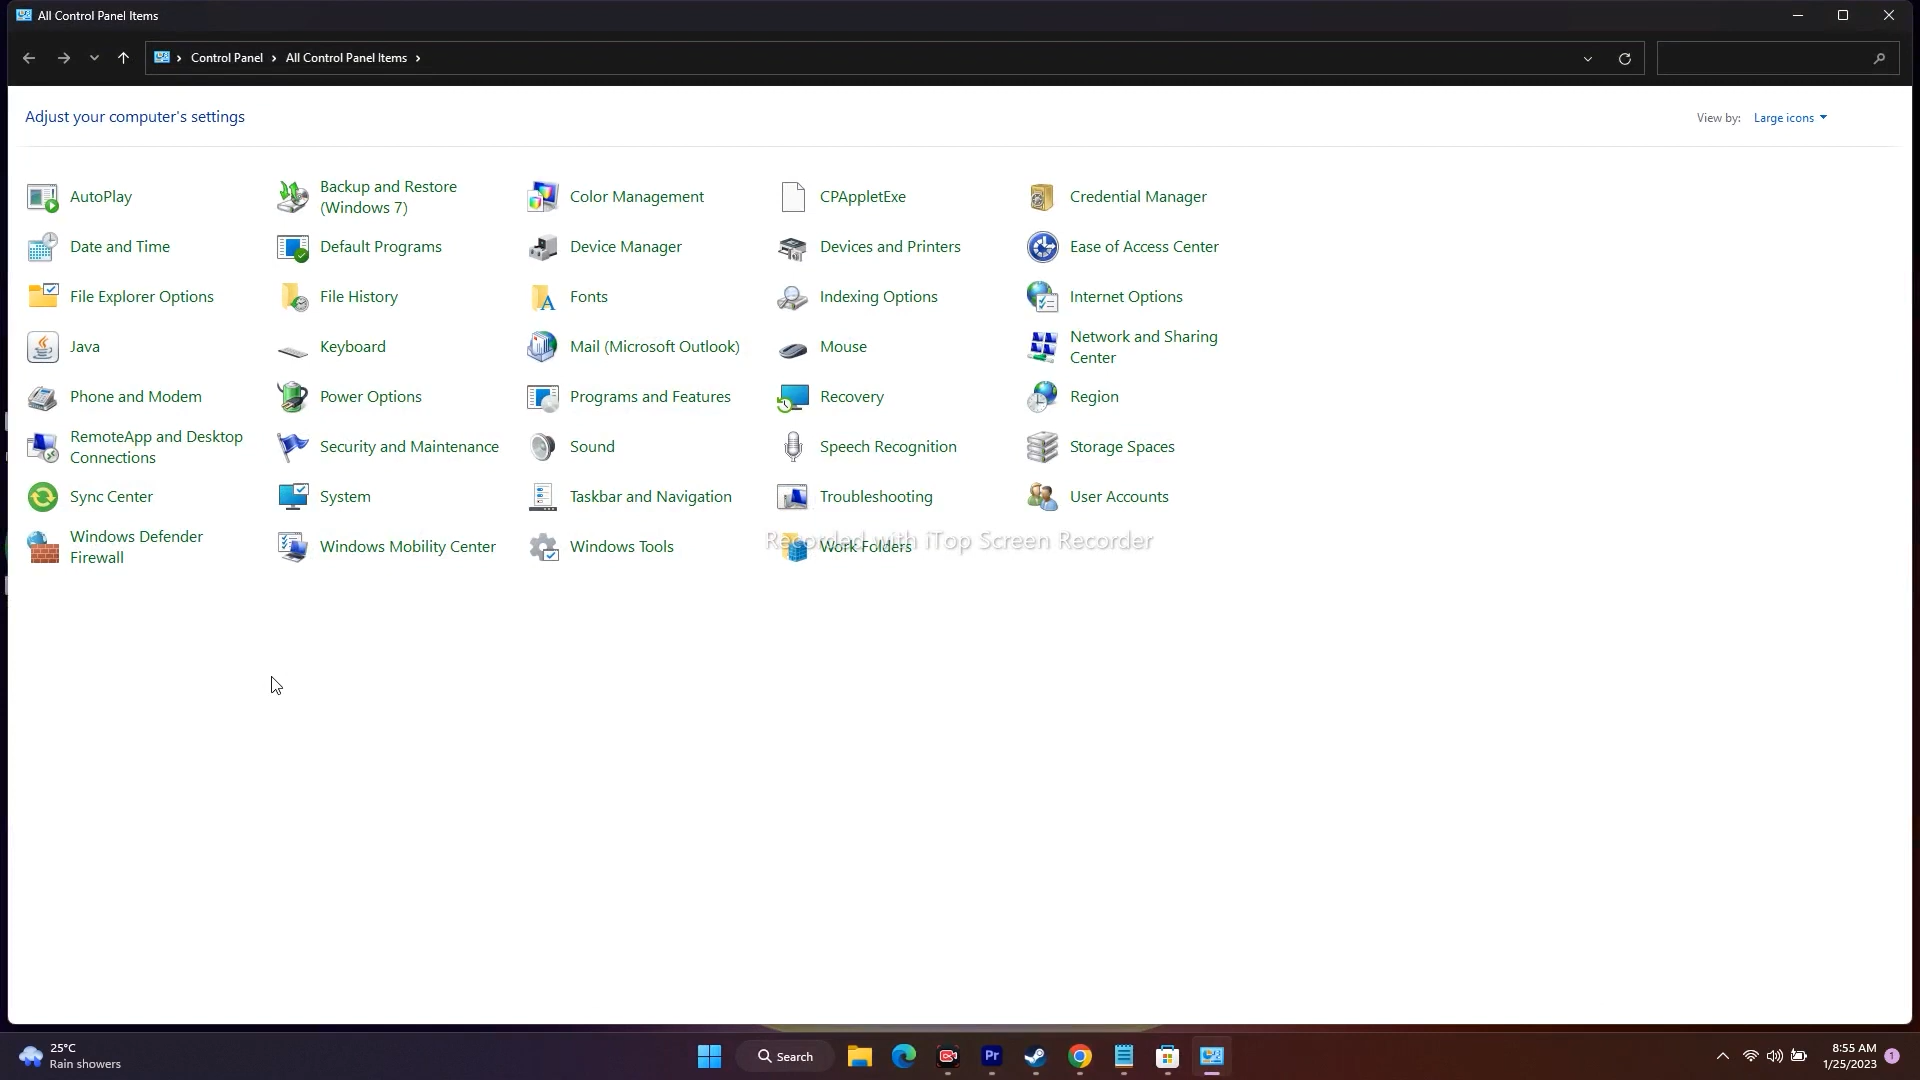 All Control Panel Items
Control Panel
All Control Panel Items
Adjust your computer's settings
View by: Large icons
AutoPlay
Backup and Restore
(Windows 7)
Color Management
CPAppletExe
Credential Manager
Date and Time
Default Programs
Device Manager
Devices and Printers
Ease of Access Center
File Explorer Options
File History
Fonts
Indexing Options
Internet Options
Java
Keyboard
Mail (Microsoft Outlook)
Mouse
Network and Sharing
Center
Phone and Modem
Power Options
Programs and Features
Recovery
Region
RemoteApp and Desktop
Connections
Security and Maintenance
Sound
Speech Recognition
Storage Spaces
Sync Center
System
Taskbar and Navigation
Troubleshooting
User Accounts
Windows Defender
Firewall
Windows Mobility Center
Windows Tools
Work Folders
Recorded with iTop Screen Recorder
25°C
Rain showers
Search
Pr
8:55 AM
1/25/2023
1